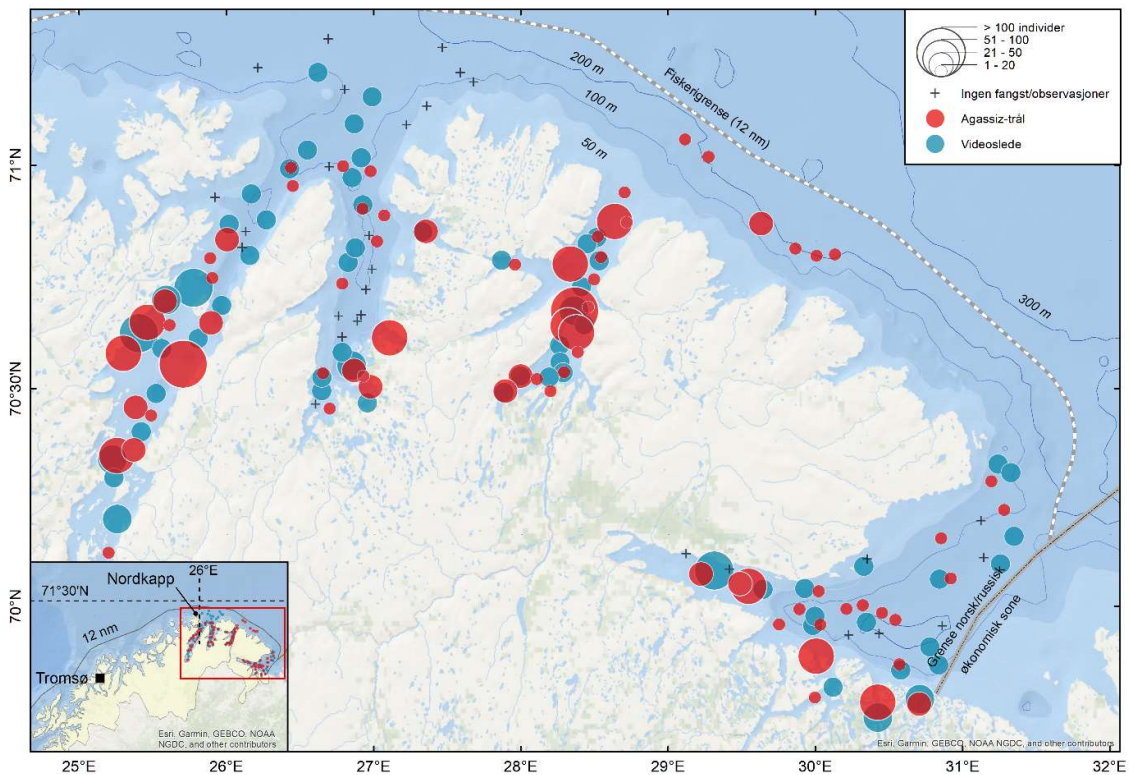 > 100 individer
51 - 100
21 - 50
1 - 20
Ingen fangst/observasjoner
Agassiz-trål
Videoslede
200 m
Fiskerigrense (12 nm)
100 m
50 m
300 m
71°N
70°30'N
70°N
Grense norsk/russisk
økonomisk sone
Nordkapp
26°E
71°30'N
12 nm
Tromsø
Esri, Garmin, GEBCO, NOAA
NGDC, and other contributors
Esri, Garmin, GEBCO, NOAA NGDC, and other contributors
25°E
26°E
27°E
28°E
29°E
30°E
31°E
32°E